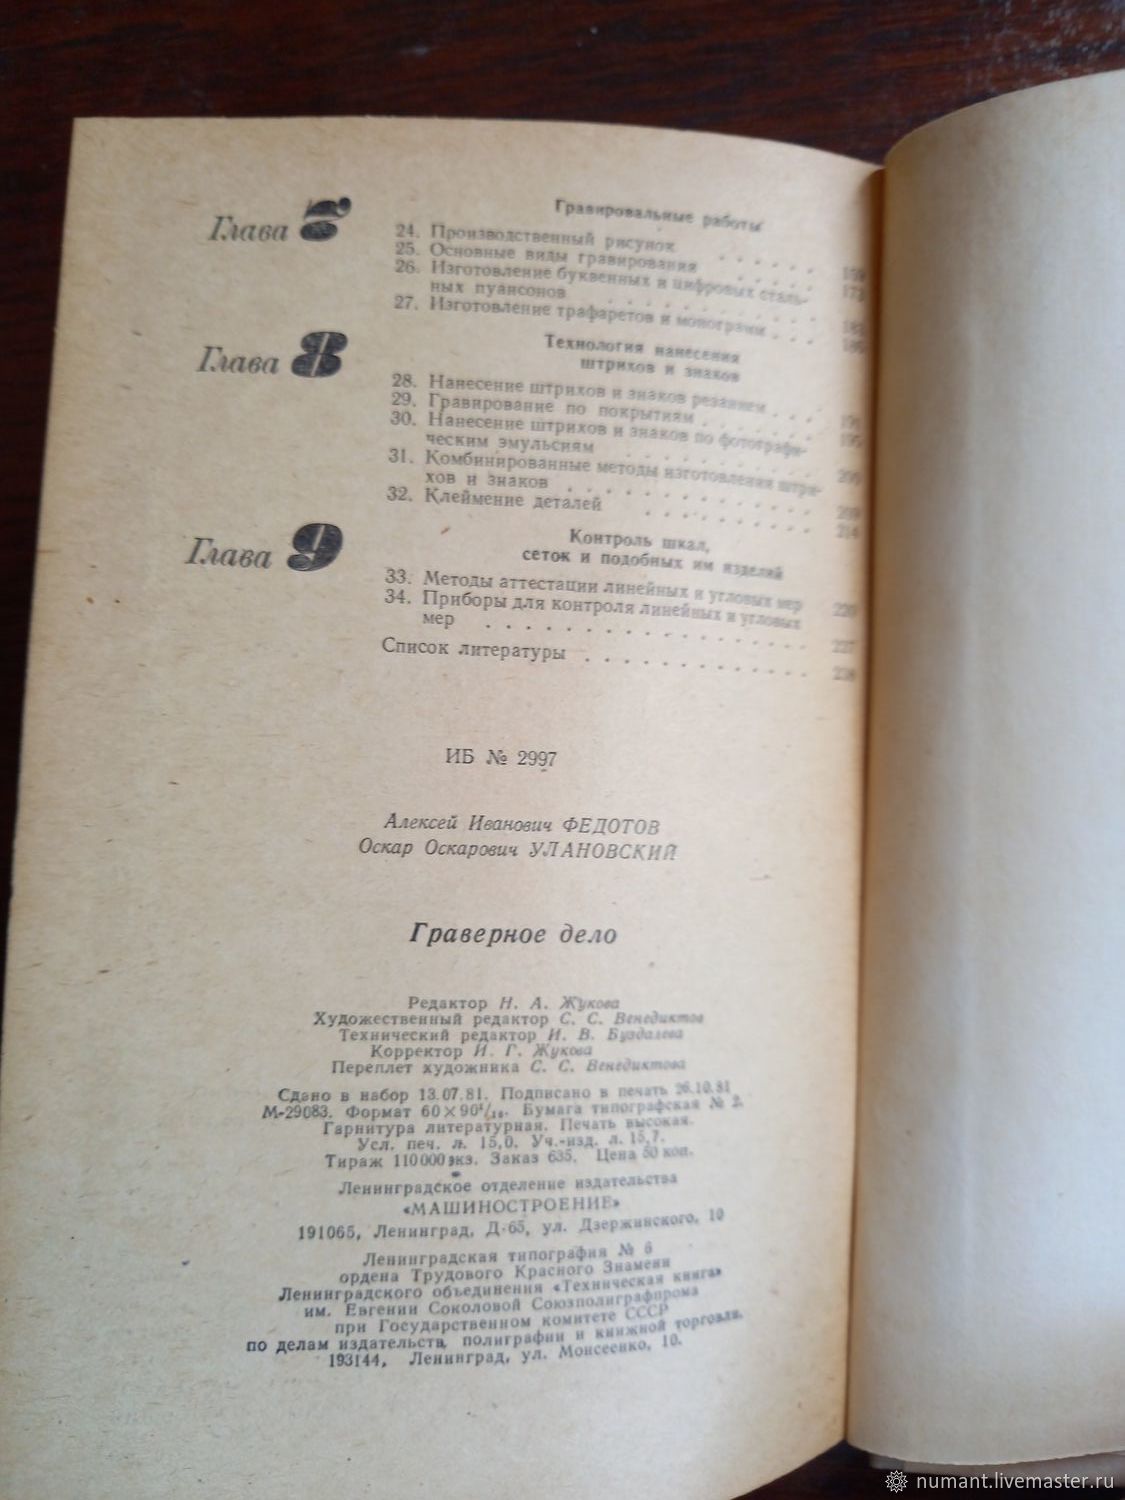 Глава 7
Гравировальные работы
24. Производственный рисунок . . . . . .
25. Основные виды гравирования . . . . .
26. Изготовление буквенных и цифровых сталь-
ных пуансонов . . . . . . . . .
27. Изготовление трафаретов и монограмм . . .
Глава 8
Технология нанесения
штрихов и знаков
28. Нанесение штрихов и знаков резанием . . .
29. Гравирование по покрытиям . . . . . .
30. Нанесение штрихов и знаков по фотографи-
ческим эмульсиям . . . . . . . .
31. Комбинированные методы изготовления штри-
хов и знаков . . . . . . . . . .
32. Клеймение деталей . . . . . . . 214
Глава 9
Контроль шкал,
сеток и подобных им изделий
33. Методы аттестации линейных и угловых мер 220
34. Приборы для контроля линейных и угловых
мер . . . . . . . . . . . . 227
Список литературы . . . . . . . . .
ИБ № 2997
Алексей Иванович ФЕДОТОВ
Оскар Оскарович УЛАНОВСКИЙ
Граверное дело
Редактор Н. А. Жукова
Художественный редактор С. С. Венедиктов
Технический редактор И. В. Буздалева
Корректор И. Г. Жукова
Переплет художника С. С. Венедиктова
Сдано в набор 13.07.81. Подписано в печать 26.10.81
М-29083. Формат 60×90¹/₁₆. Бумага типографская № 2.
Гарнитура литературная. Печать высокая.
Усл. печ. л. 15,0. Уч.-изд. л. 15,7.
Тираж 110000 экз. Заказ 635. Цена 50 коп.
Ленинградское отделение издательства
«МАШИНОСТРОЕНИЕ»
191065, Ленинград, Д-65, ул. Дзержинского, 10
Ленинградская типография № 6
ордена Трудового Красного Знамени
Ленинградского объединения «Техническая книга»
им. Евгении Соколовой Союзполиграфпрома
при Государственном комитете СССР
по делам издательств, полиграфии и книжной торговли.
193144, Ленинград, ул. Моисеенко, 10.
numant.livemaster.ru